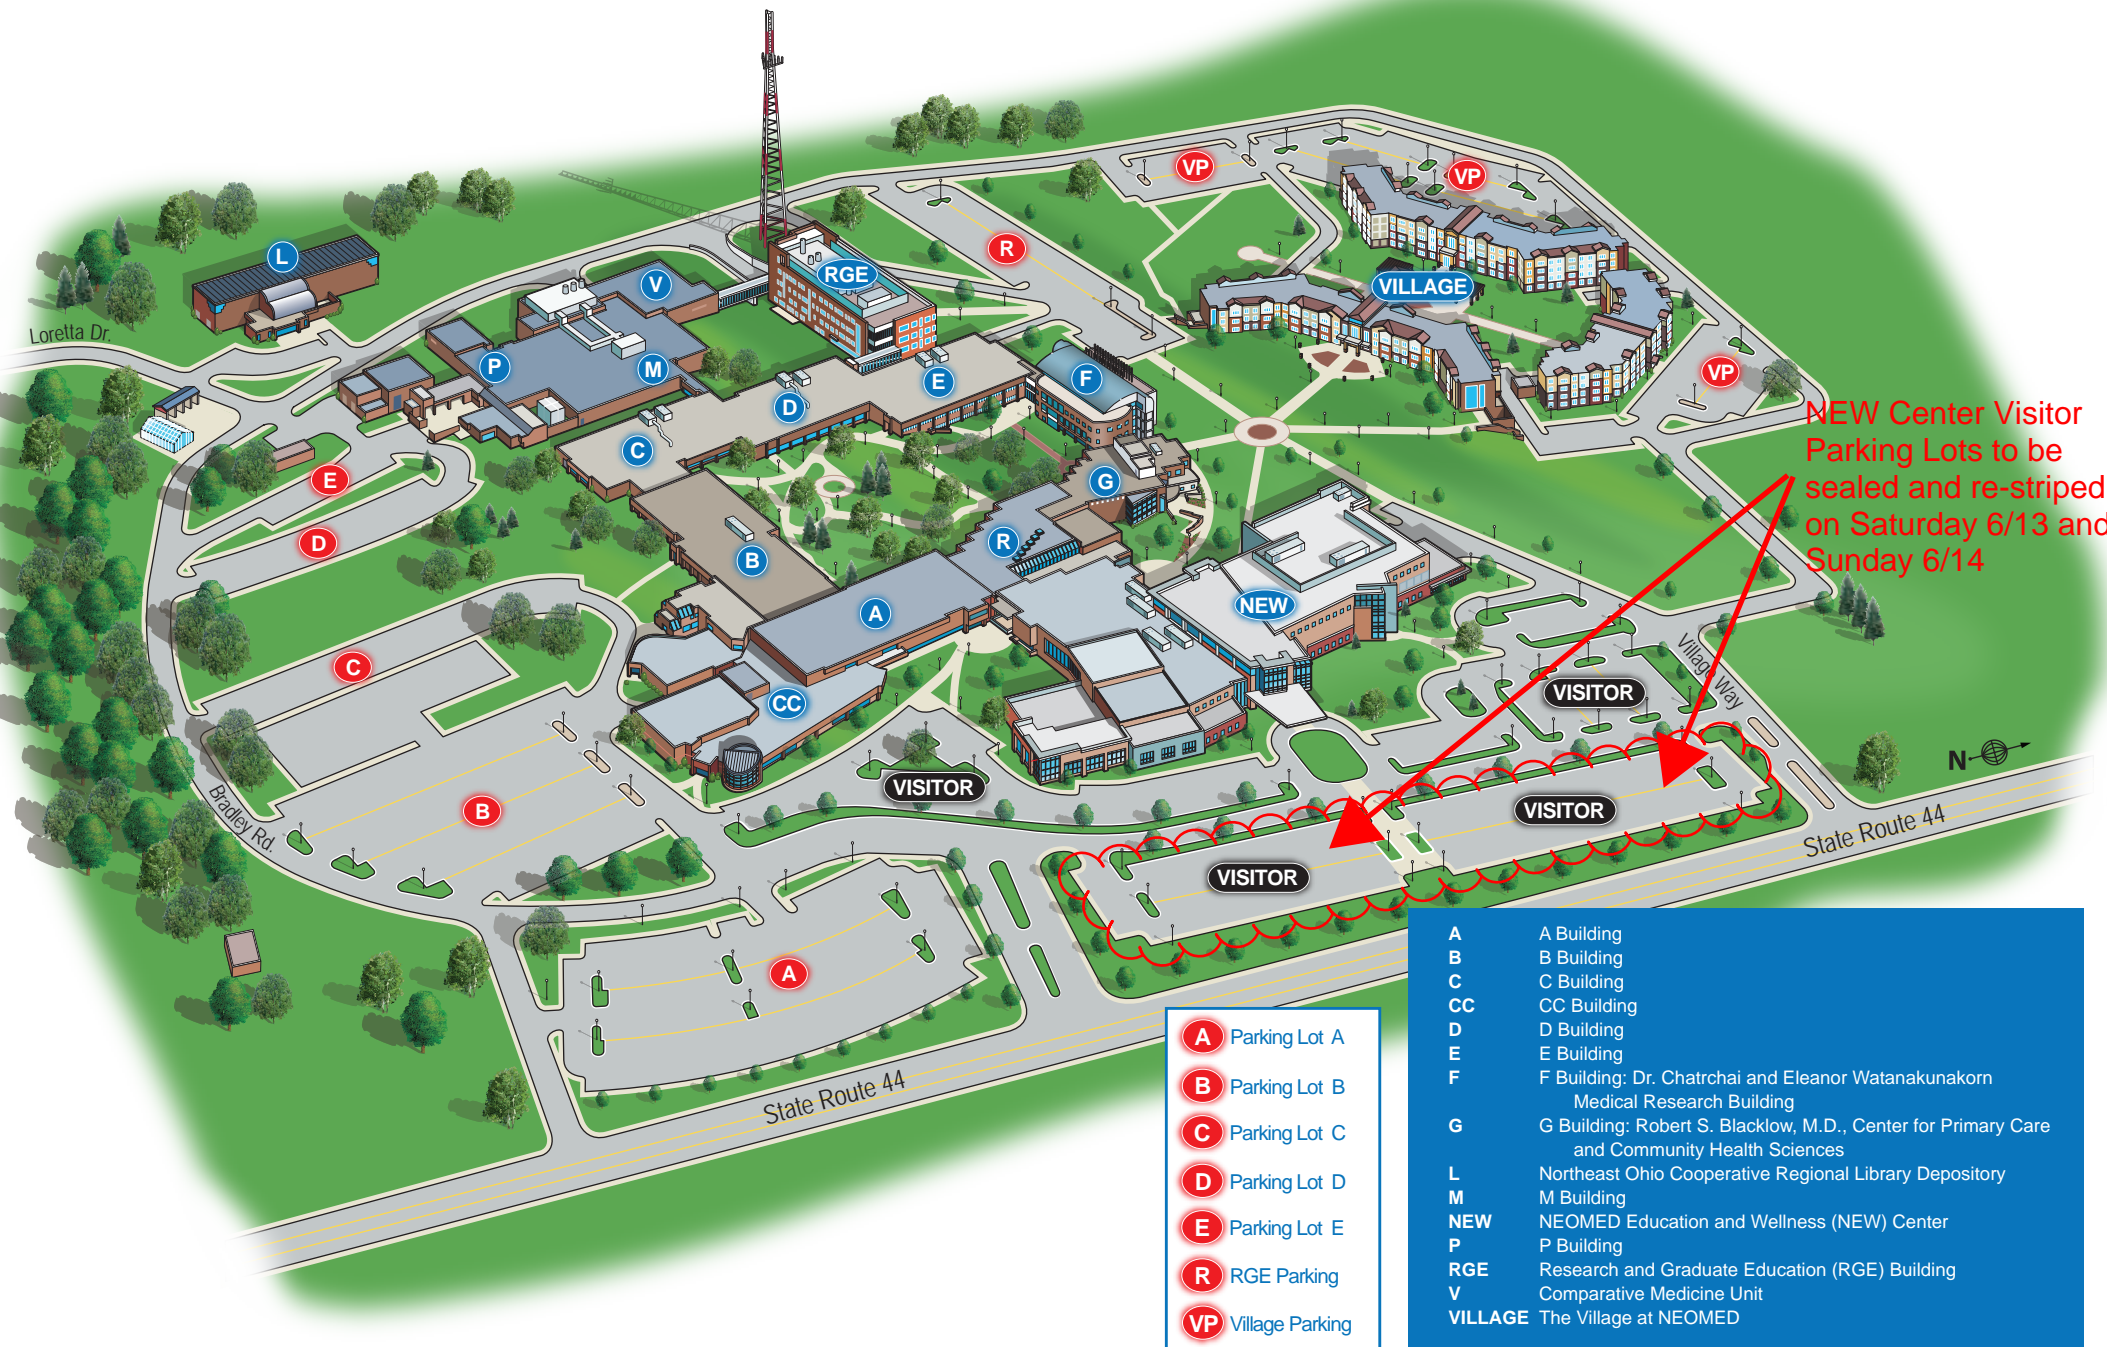 VP
VP
L
RGE
R
V
VILLAGE
Loretta Dr.
P
M
E
F
VP
D
NEW Center Visitor
Parking Lots to be
sealed and re-striped
on Saturday 6/13 and
Sunday 6/14
C
E
G
D
R
B
NEW
A
C
Village Way
VISITOR
CC
N
VISITOR
Bradley Rd.
B
VISITOR
State Route 44
VISITOR
A
State Route 44
A Parking Lot A
B Parking Lot B
C Parking Lot C
D Parking Lot D
E Parking Lot E
R RGE Parking
VP Village Parking
A A Building
B B Building
C C Building
CC CC Building
D D Building
E E Building
F F Building: Dr. Chatrchai and Eleanor Watanakunakorn
Medical Research Building
G G Building: Robert S. Blacklow, M.D., Center for Primary Care
and Community Health Sciences
L Northeast Ohio Cooperative Regional Library Depository
M M Building
NEW NEOMED Education and Wellness (NEW) Center
P P Building
RGE Research and Graduate Education (RGE) Building
V Comparative Medicine Unit
VILLAGE The Village at NEOMED